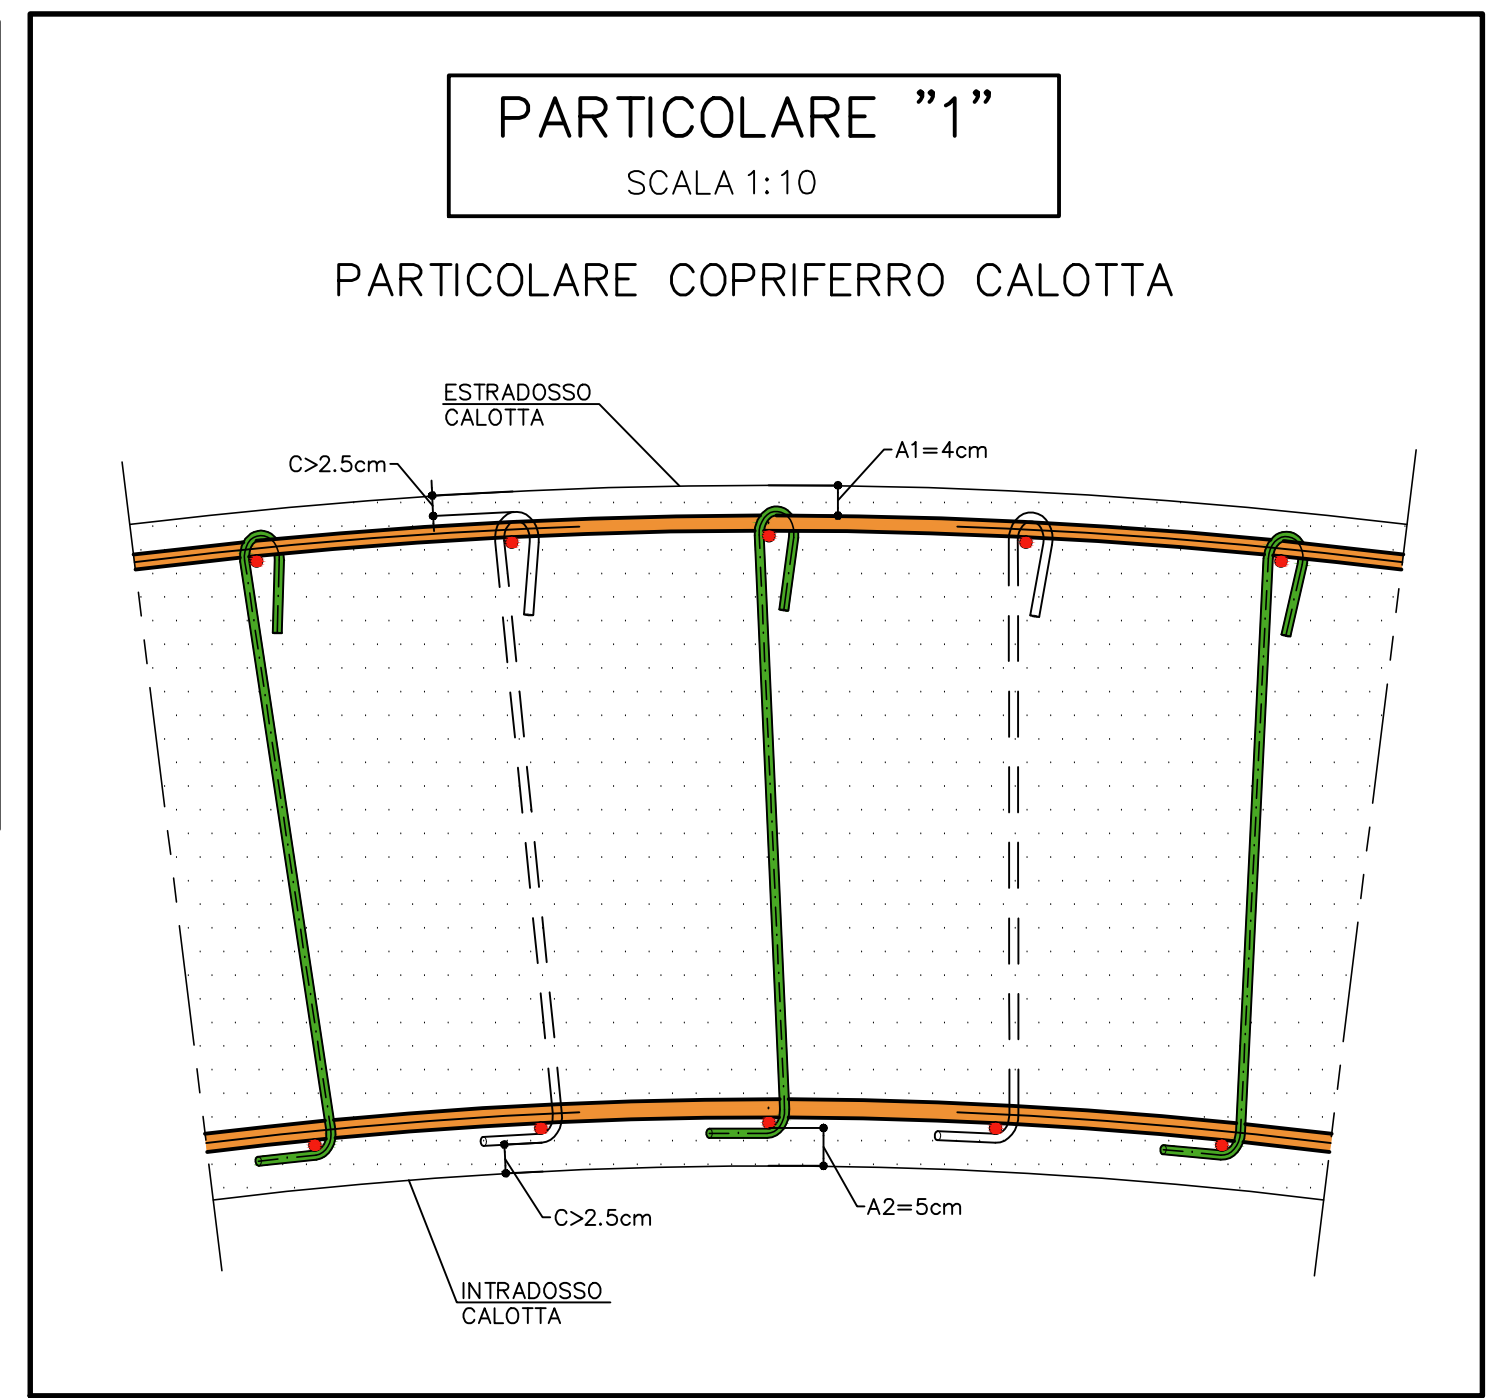 PARTICOLARE "1"
SCALA 1:10
PARTICOLARE COPRIFERRO CALOTTA
ESTRADOSSO
CALOTTA
C>2.5cm
A1=4cm
C>2.5cm
A2=5cm
INTRADOSSO
CALOTTA